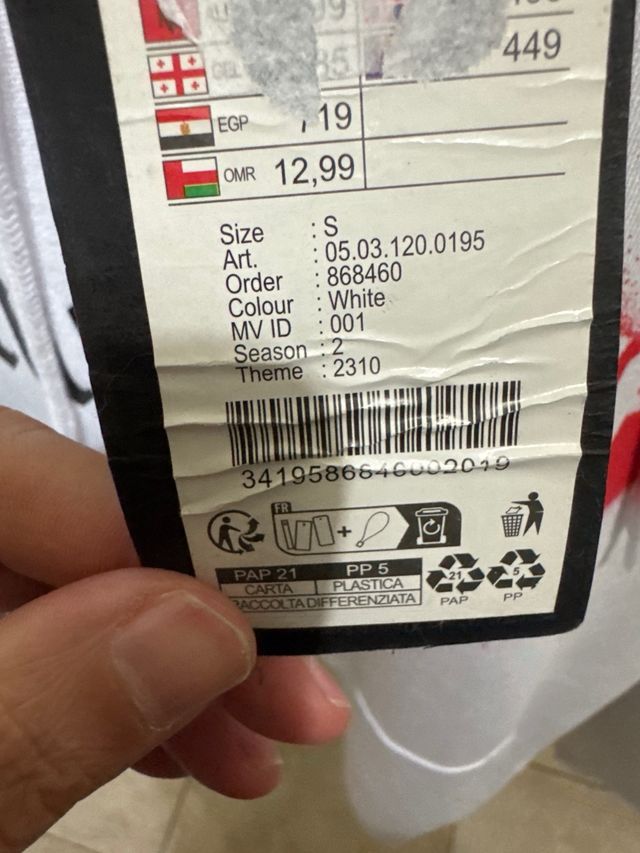 449
EGP 719
OMR 12,99
Size : S
Art. : 05.03.120.0195
Order : 868460
Colour : White
MV ID : 001
Season : 2
Theme : 2310
FR
PAP 21 PP 5
CARTA PLASTICA
RACCOLTA DIFFERENZIATA
21 5
PAP PP